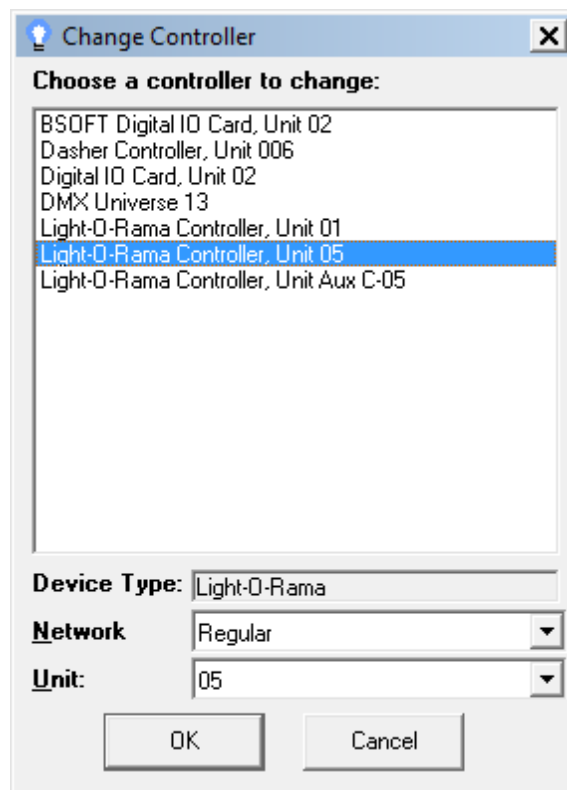 Change Controller
Choose a controller to change:
BSOFT Digital IO Card, Unit 02
Dasher Controller, Unit 006
Digital IO Card, Unit 02
DMX Universe 13
Light-O-Rama Controller, Unit 01
Light-O-Rama Controller, Unit 05
Light-O-Rama Controller, Unit Aux C-05
Device Type: Light-O-Rama
Network Regular
Unit: 05
OK Cancel